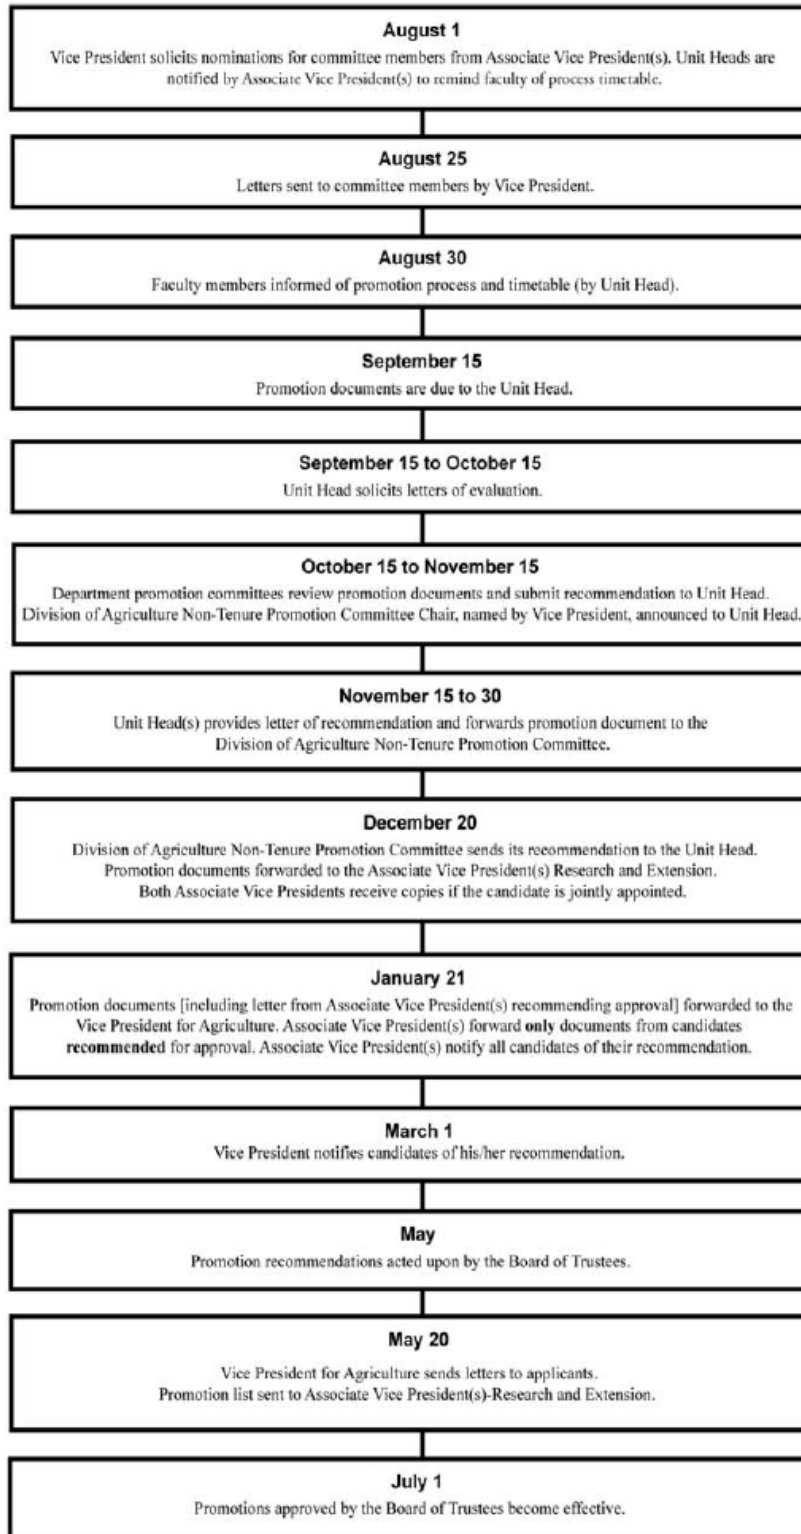 August 1
Vice President solicits nominations for committee members from Associate Vice President(s). Unit Heads are
notified by Associate Vice President(s) to remind faculty of process timetable.
August 25
Letters sent to committee members by Vice President.
August 30
Faculty members informed of promotion process and timetable (by Unit Head).
September 15
Promotion documents are due to the Unit Head.
September 15 to October 15
Unit Head solicits letters of evaluation.
October 15 to November 15
Department promotion committees review promotion documents and submit recommendation to Unit Head.
Division of Agriculture Non-Tenure Promotion Committee Chair, named by Vice President, announced to Unit Head.
November 15 to 30
Unit Head(s) provides letter of recommendation and forwards promotion document to the
Division of Agriculture Non-Tenure Promotion Committee.
December 20
Division of Agriculture Non-Tenure Promotion Committee sends its recommendation to the Unit Head.
Promotion documents forwarded to the Associate Vice President(s) Research and Extension.
Both Associate Vice Presidents receive copies if the candidate is jointly appointed.
January 21
Promotion documents [including letter from Associate Vice President(s) recommending approval] forwarded to the
Vice President for Agriculture. Associate Vice President(s) forward only documents from candidates
recommended for approval. Associate Vice President(s) notify all candidates of their recommendation.
March 1
Vice President notifies candidates of his/her recommendation.
May
Promotion recommendations acted upon by the Board of Trustees.
May 20
Vice President for Agriculture sends letters to applicants.
Promotion list sent to Associate Vice President(s)-Research and Extension.
July 1
Promotions approved by the Board of Trustees become effective.